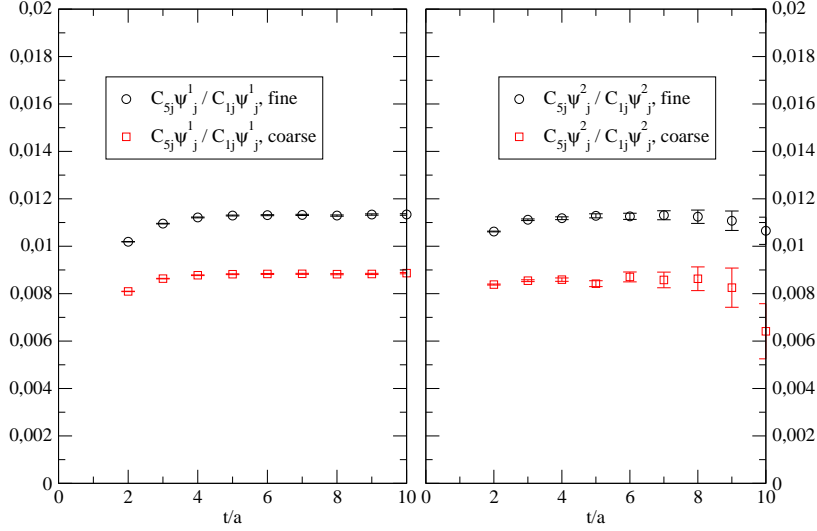 0,02
0,018
0,016
0,014
0,012
0,01
0,008
0,006
0,004
0,002
0
0 2 4 6 8 10
t/a
C5jψ1j / C1jψ1j, fine
C5jψ1j / C1jψ1j, coarse
0 2 4 6 8 10
t/a
C5jψ2j / C1jψ2j, fine
C5jψ2j / C1jψ2j, coarse
0,02
0,018
0,016
0,014
0,012
0,01
0,008
0,006
0,004
0,002
0